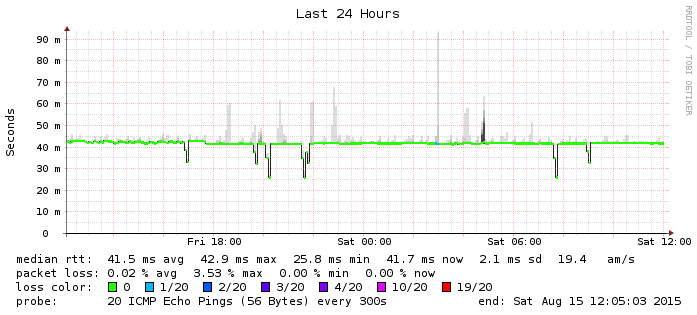 Last 24 Hours
RRDTOOL / TOBI OETIKER
Seconds
90 m
80 m
70 m
60 m
50 m
40 m
30 m
20 m
10 m
0
Fri 18:00 Sat 00:00 Sat 06:00 Sat 12:00
median rtt: 41.5 ms avg 42.9 ms max 25.8 ms min 41.7 ms now 2.1 ms sd 19.4 am/s
packet loss: 0.02 % avg 3.53 % max 0.00 % min 0.00 % now
loss color: 0 1/20 2/20 3/20 4/20 10/20 19/20
probe: 20 ICMP Echo Pings (56 Bytes) every 300s end: Sat Aug 15 12:05:03 2015